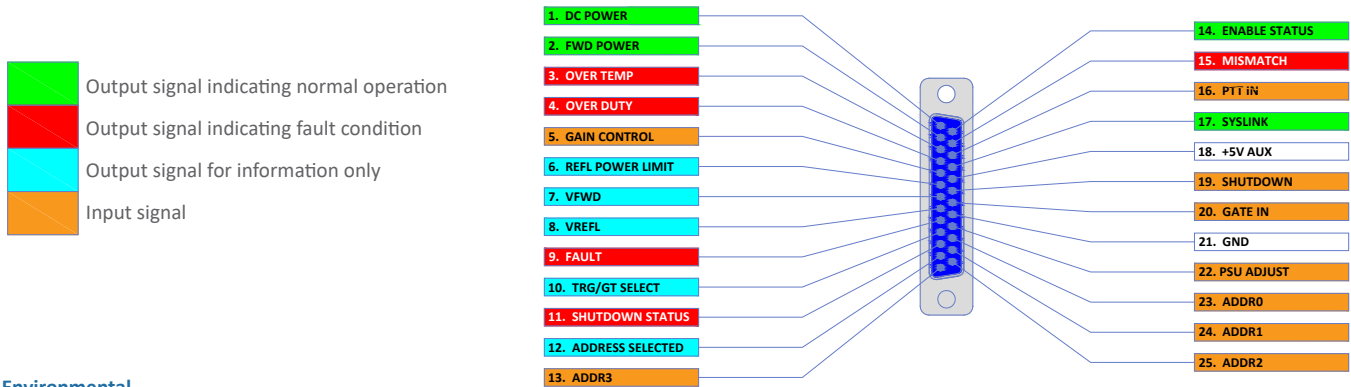 Output signal indicating normal operation
Output signal indicating fault condition
Output signal for information only
Input signal
1. DC POWER
2. FWD POWER
3. OVER TEMP
4. OVER DUTY
5. GAIN CONTROL
6. REFL POWER LIMIT
7. VFWD
8. VREFL
9. FAULT
10. TRG/GT SELECT
11. SHUTDOWN STATUS
12. ADDRESS SELECTED
13. ADDR3
14. ENABLE STATUS
15. MISMATCH
16. PTT iN
17. SYSLINK
18. +5V AUX
19. SHUTDOWN
20. GATE IN
21. GND
22. PSU ADJUST
23. ADDR0
24. ADDR1
25. ADDR2
Environmental